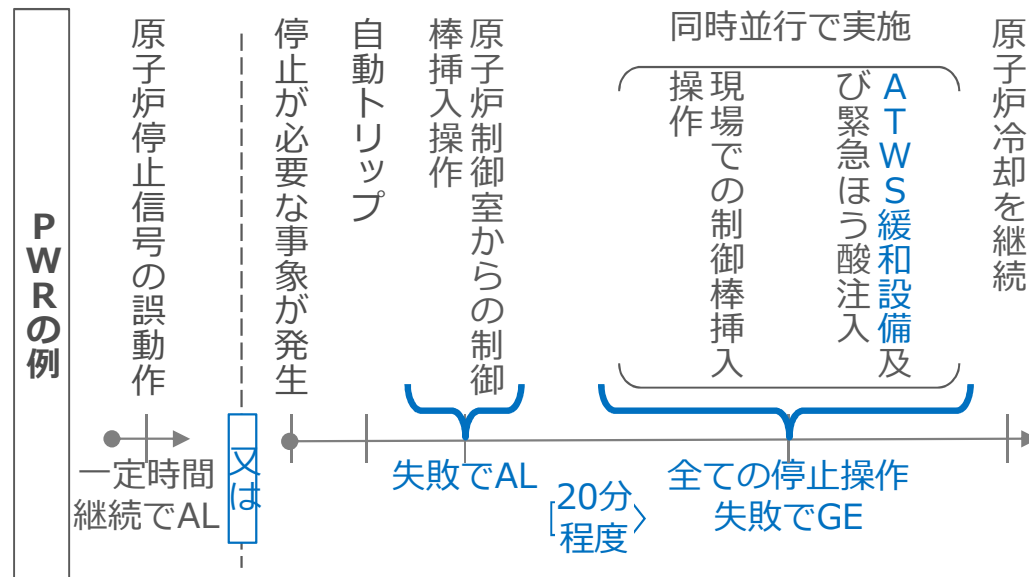 PWRの例
原子炉停止信号の誤動作
一定時間
継続でAL
又は
停止が必要な事象が発生
自動トリップ
原子炉制御室からの制御
棒挿入操作
失敗でAL
20分
程度
同時並行で実施
現場での制御棒挿入
操作
ATWS緩和設備及
び緊急ほう酸注入
全ての停止操作
失敗でGE
原子炉冷却を継続